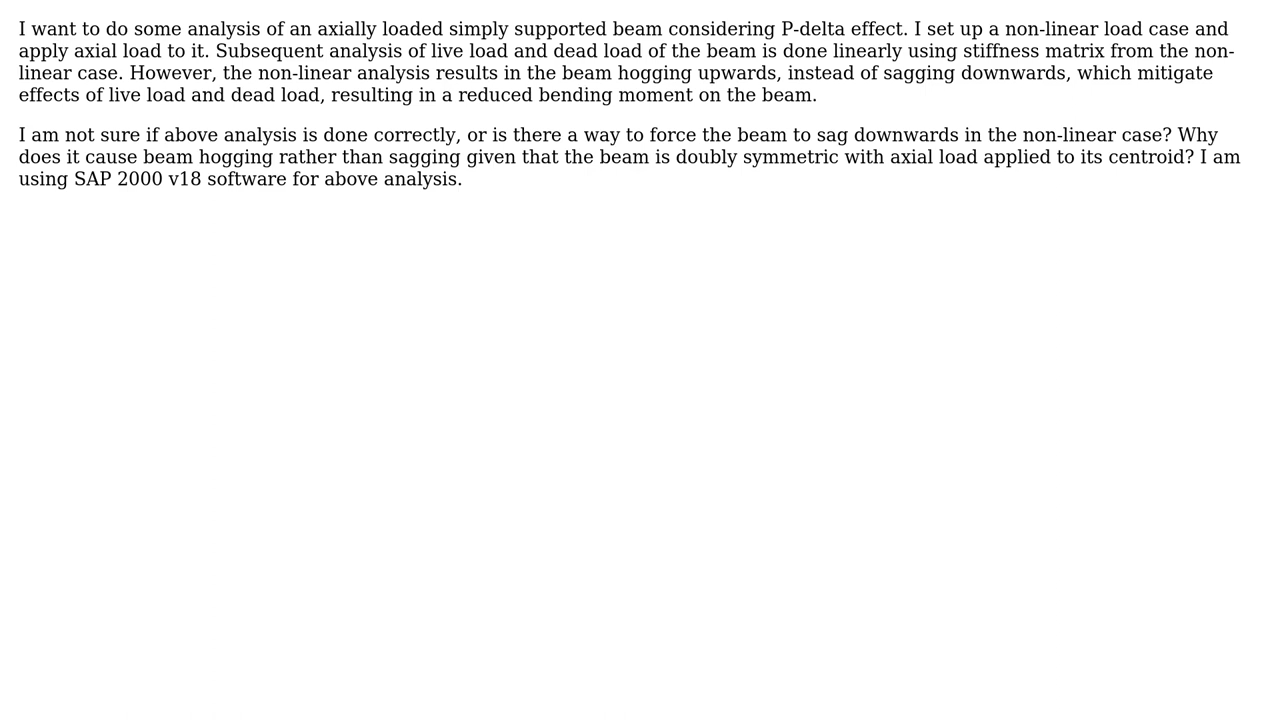 I want to do some analysis of an axially loaded simply supported beam considering P-delta effect. I set up a non-linear load case and
apply axial load to it. Subsequent analysis of live load and dead load of the beam is done linearly using stiffness matrix from the non-
linear case. However, the non-linear analysis results in the beam hogging upwards, instead of sagging downwards, which mitigate
effects of live load and dead load, resulting in a reduced bending moment on the beam.
I am not sure if above analysis is done correctly, or is there a way to force the beam to sag downwards in the non-linear case? Why
does it cause beam hogging rather than sagging given that the beam is doubly symmetric with axial load applied to its centroid? I am
using SAP 2000 v18 software for above analysis.